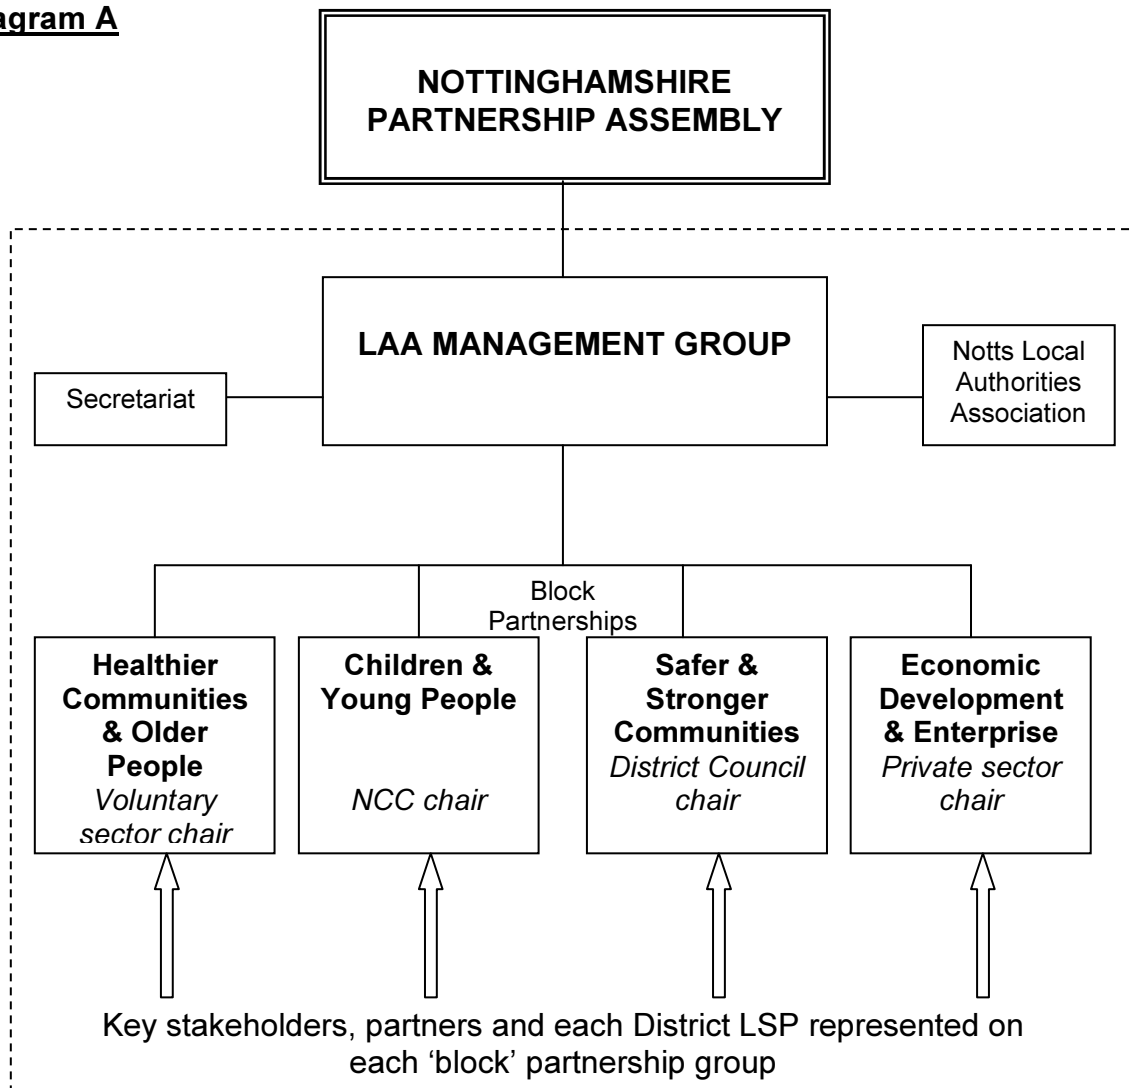 agram A
NOTTINGHAMSHIRE
PARTNERSHIP ASSEMBLY
LAA MANAGEMENT GROUP
Secretariat
Notts Local
Authorities
Association
Block
Partnerships
Healthier
Communities
& Older
People
Voluntary
sector chair
Children &
Young People
NCC chair
Safer &
Stronger
Communities
District Council
chair
Economic
Development
& Enterprise
Private sector
chair
Key stakeholders, partners and each District LSP represented on
each ‘block’ partnership group